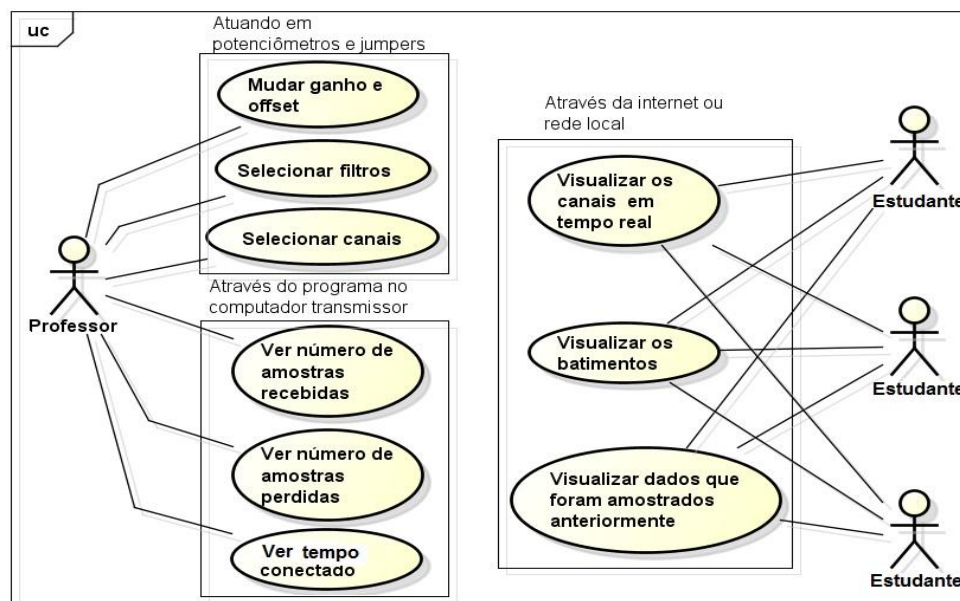 uc
Atuando em
potenciômetros e jumpers
Mudar ganho e
offset
Selecionar filtros
Selecionar canais
Professor
Através do programa no
computador transmissor
Ver número de
amostras
recebidas
Ver número de
amostras
perdidas
Ver tempo
conectado
Através da internet ou
rede local
Visualizar os
canais em
tempo real
Visualizar os
batimentos
Visualizar dados que
foram amostrados
anteriormente
Estudante
Estudante
Estudante